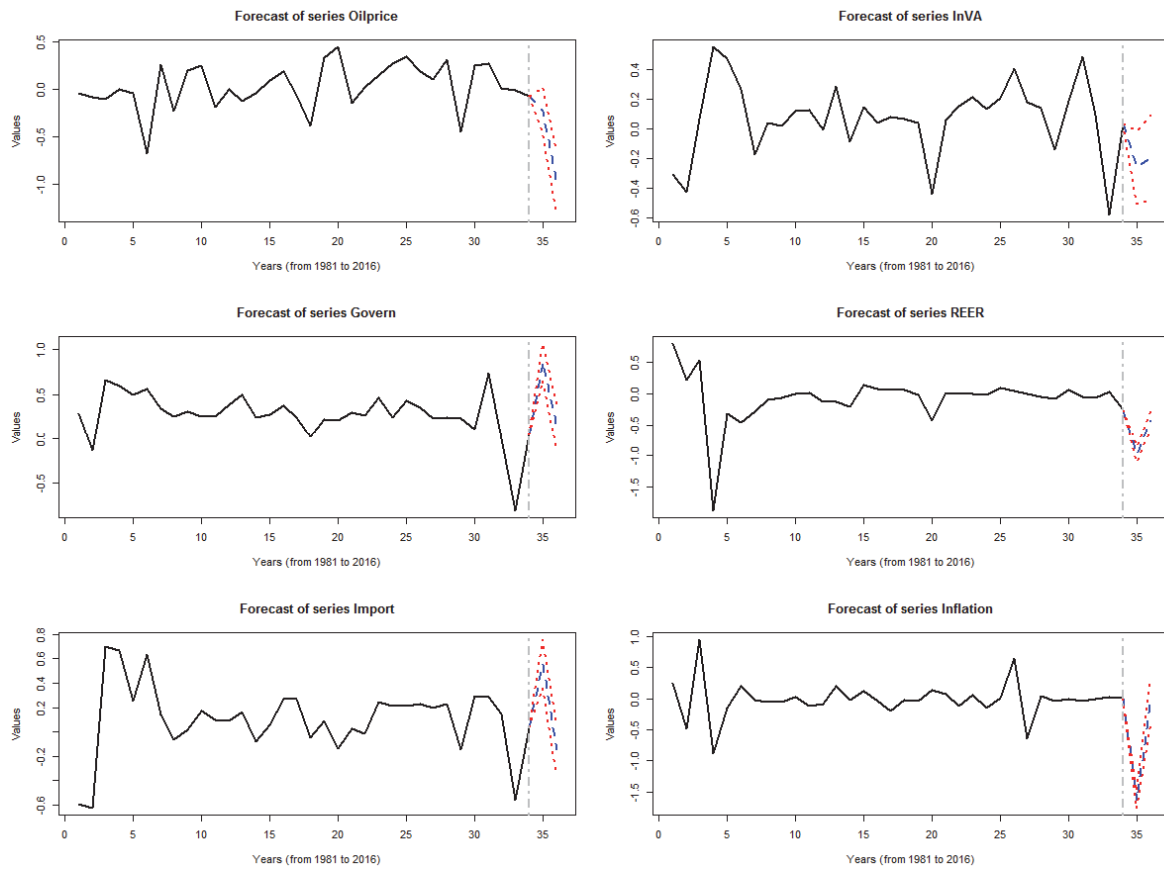 Forecast of series Oilprice
Values
0.5
0.0
-0.5
-1.0
0 5 10 15 20 25 30 35
Years (from 1981 to 2016)
Forecast of series InVA
Values
0.4
0.2
0.0
-0.2
-0.4
-0.6
0 5 10 15 20 25 30 35
Years (from 1981 to 2016)
Forecast of series Govern
Values
1.0
0.5
0.0
-0.5
0 5 10 15 20 25 30 35
Years (from 1981 to 2016)
Forecast of series REER
Values
0.5
0.0
-0.5
-1.0
-1.5
0 5 10 15 20 25 30 35
Years (from 1981 to 2016)
Forecast of series Import
Values
0.8
0.6
0.4
0.2
-0.2
-0.6
0 5 10 15 20 25 30 35
Years (from 1981 to 2016)
Forecast of series Inflation
Values
1.0
0.5
0.0
-0.5
-1.0
-1.5
0 5 10 15 20 25 30 35
Years (from 1981 to 2016)